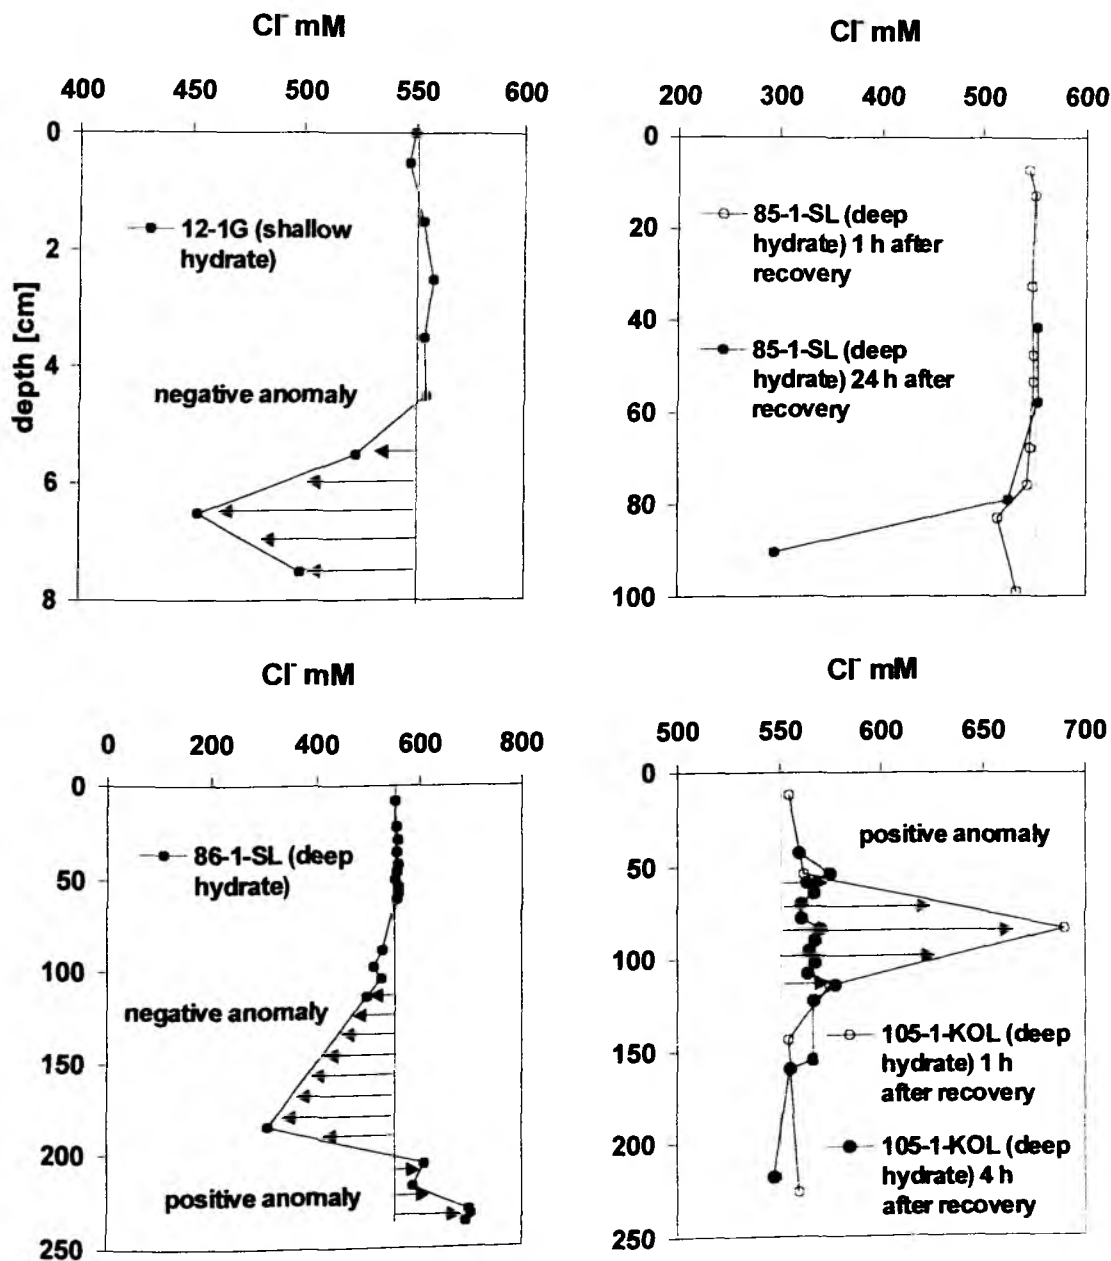 Cl⁻ mM
400 450 500 550 600
0
2
4
6
8
depth [cm]
12-1G (shallow
hydrate)
negative anomaly
Cl⁻ mM
200 300 400 500 600
0
20
40
60
80
100
85-1-SL (deep
hydrate) 1 h after
recovery
85-1-SL (deep
hydrate) 24 h after
recovery
Cl⁻ mM
0 200 400 600 800
0
50
100
150
200
250
86-1-SL (deep
hydrate)
negative anomaly
positive anomaly
Cl⁻ mM
500 550 600 650 700
0
50
100
150
200
250
positive anomaly
105-1-KOL (deep
hydrate) 1 h
after recovery
105-1-KOL (deep
hydrate) 4 h
after recovery